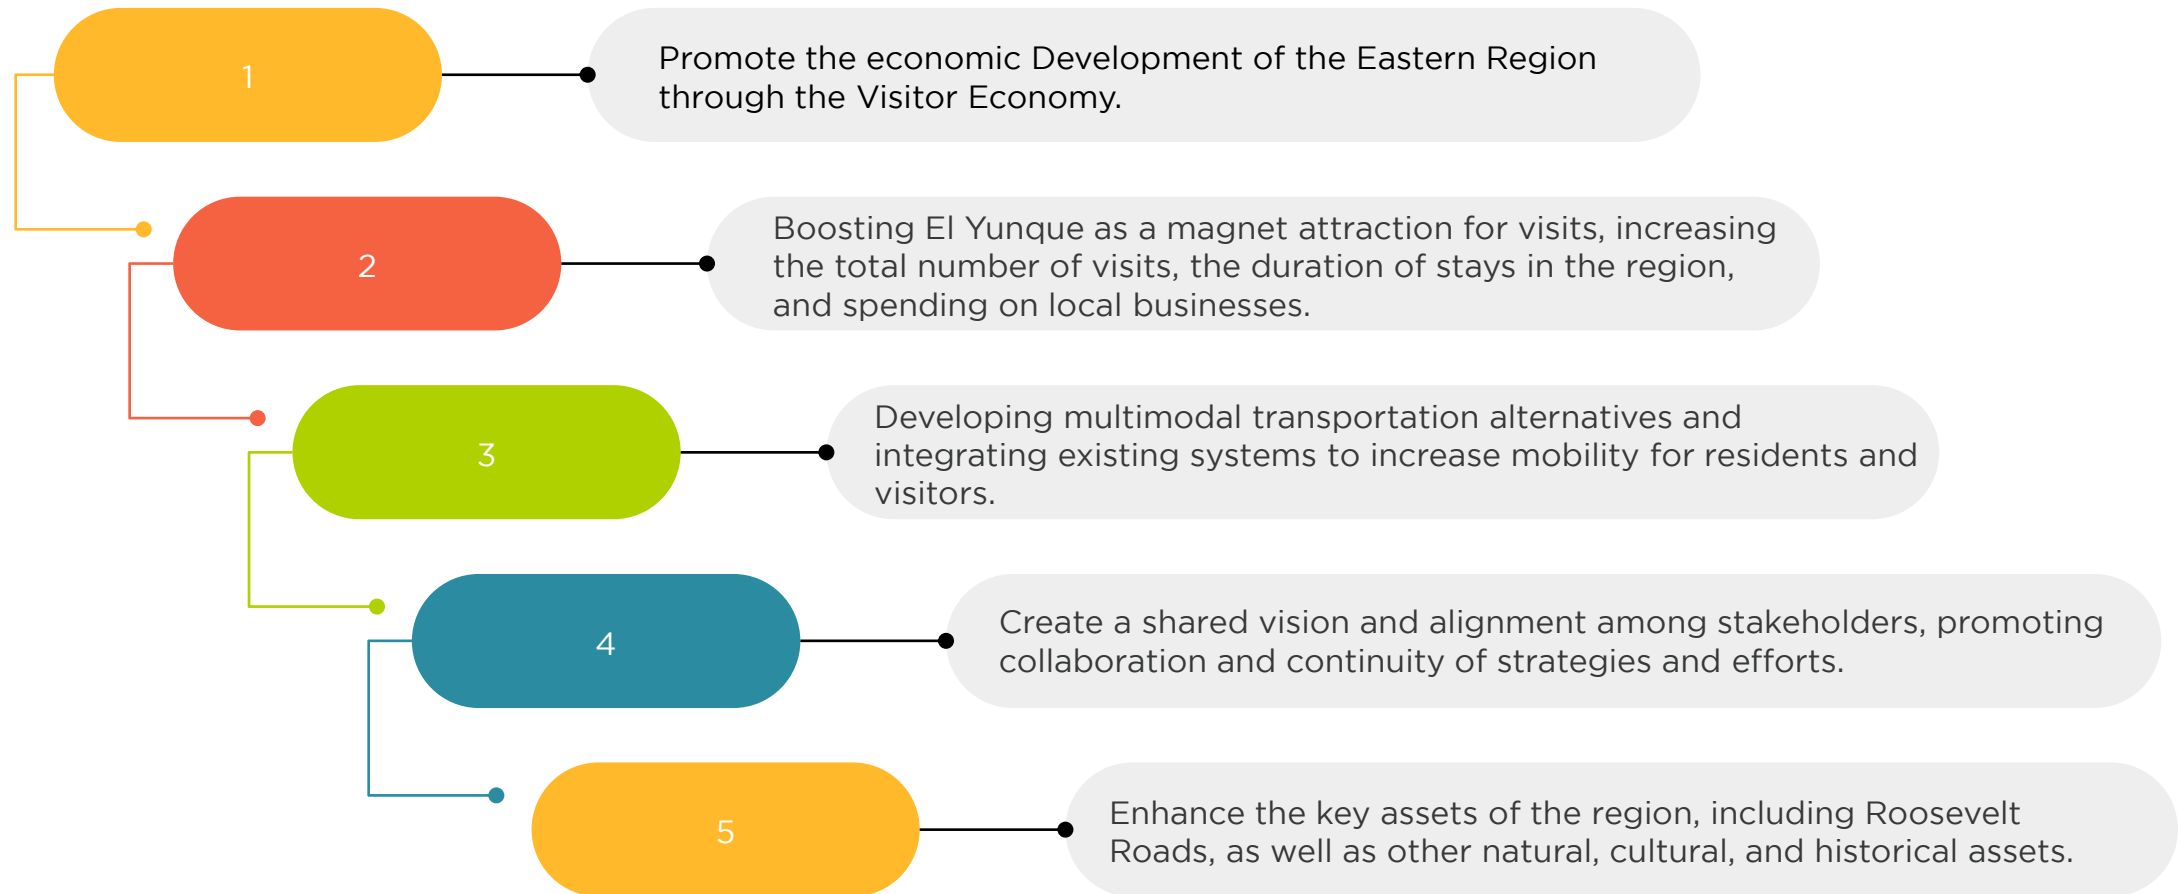 1
Promote the economic Development of the Eastern Region
through the Visitor Economy.
2
Boosting El Yunque as a magnet attraction for visits, increasing
the total number of visits, the duration of stays in the region,
and spending on local businesses.
3
Developing multimodal transportation alternatives and
integrating existing systems to increase mobility for residents and
visitors.
4
Create a shared vision and alignment among stakeholders, promoting
collaboration and continuity of strategies and efforts.
5
Enhance the key assets of the region, including Roosevelt
Roads, as well as other natural, cultural, and historical assets.